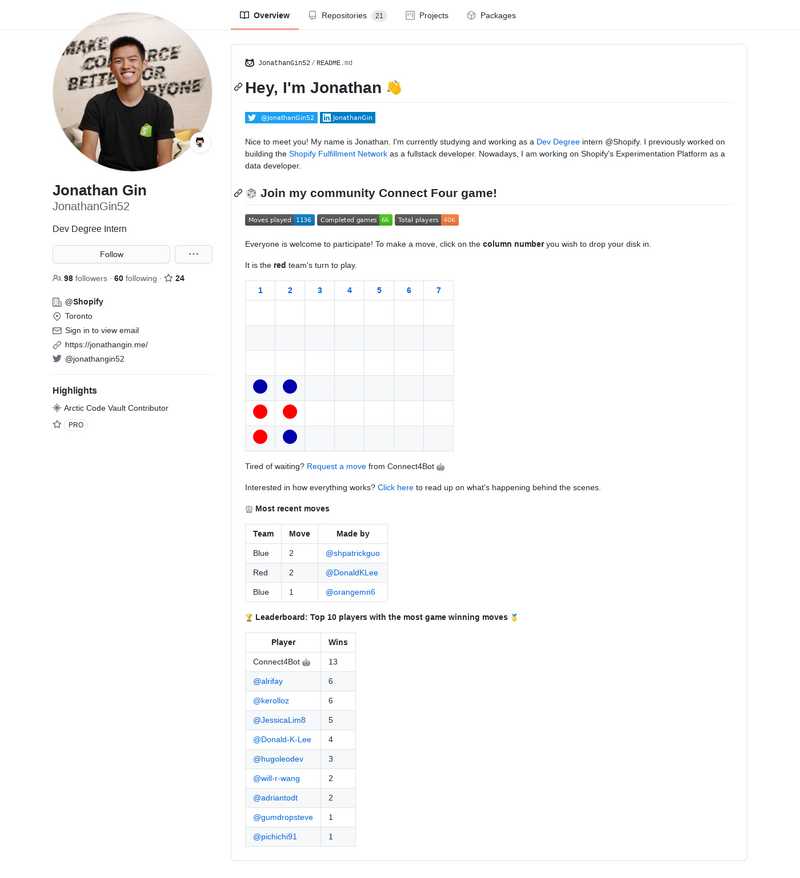 Overview Repositories 21 Projects Packages
MAKE
COMMERCE
BETTER FOR
EVERYONE
Jonathan Gin
JonathanGin52
Dev Degree Intern
Follow
98 followers · 60 following · 24
@Shopify
Toronto
Sign in to view email
https://jonathangin.me/
@jonathangin52
Highlights
Arctic Code Vault Contributor
PRO
JonathanGin52/README.md
Hey, I'm Jonathan 👋
@JonathanGin52 JonathanGin
Nice to meet you! My name is Jonathan. I'm currently studying and working as a Dev Degree intern @Shopify. I previously worked on
building the Shopify Fulfillment Network as a fullstack developer. Nowadays, I am working on Shopify's Experimentation Platform as a
data developer.
🎲 Join my community Connect Four game!
Moves played 1136 Completed games 66 Total players 406
Everyone is welcome to participate! To make a move, click on the column number you wish to drop your disk in.
It is the red team's turn to play.
1 2 3 4 5 6 7
Tired of waiting? Request a move from Connect4Bot 🤖
Interested in how everything works? Click here to read up on what's happening behind the scenes.
Most recent moves
Team Move Made by
Blue 2 @shpatrickguo
Red 2 @DonaldKLee
Blue 1 @orangemn6
🏆 Leaderboard: Top 10 players with the most game winning moves 🏅
Player Wins
Connect4Bot 🤖 13
@alrifay 6
@kerolloz 6
@JessicaLim8 5
@Donald-K-Lee 4
@hugoleodev 3
@will-r-wang 2
@adriantodt 2
@gumdropsteve 1
@pichichi91 1